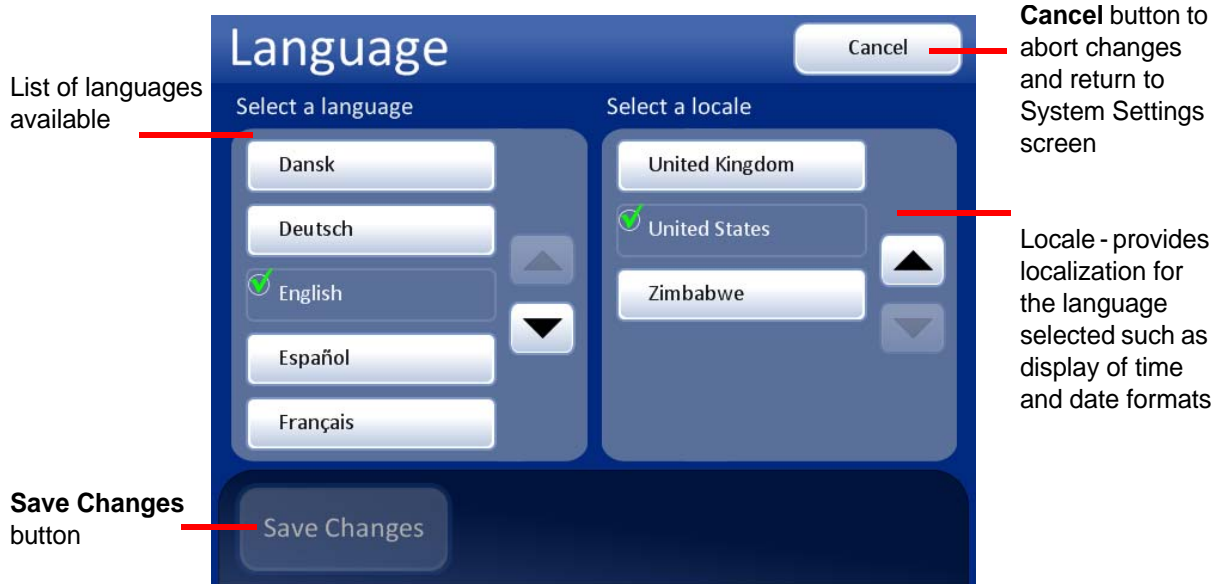 Language
Cancel
Cancel button to
abort changes
and return to
System Settings
screen
List of languages
available
Select a language
Select a locale
Dansk
Deutsch
English
Español
Français
United Kingdom
United States
Zimbabwe
Locale - provides
localization for
the language
selected such as
display of time
and date formats
Save Changes
button
Save Changes